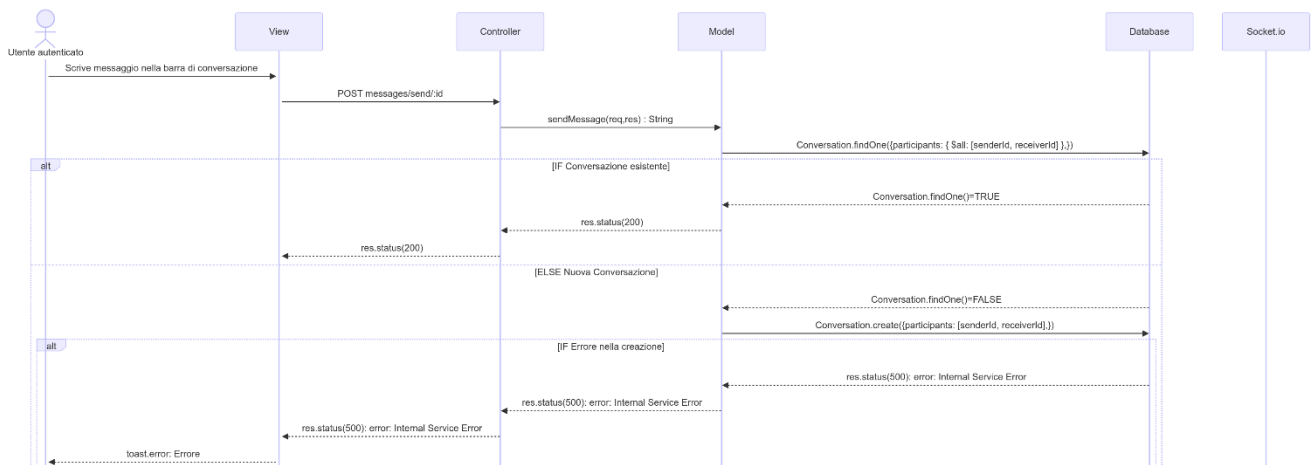 Utente autenticato
View
Controller
Model
Database
Socket.io
Scrive messaggio nella barra di conversazione
POST messages/send/:id
sendMessage(req,res) : String
Conversation.findOne({participants: { $all: [senderId, receiverId] },})
alt
[IF Conversazione esistente]
Conversation.findOne()=TRUE
res.status(200)
res.status(200)
[ELSE Nuova Conversazione]
Conversation.findOne()=FALSE
Conversation.create({participants: [senderId, receiverId],})
alt
[IF Errore nella creazione]
res.status(500): error: Internal Service Error
res.status(500): error: Internal Service Error
res.status(500): error: Internal Service Error
toast.error: Errore